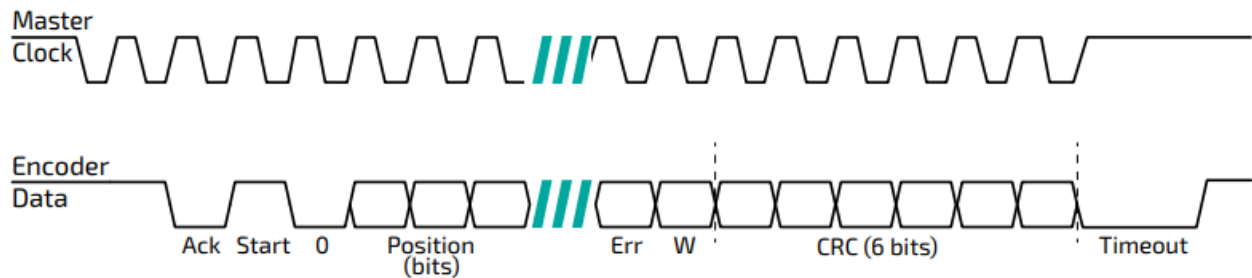 Master
Clock
Encoder
Data
Ack Start 0 Position (bits) Err W CRC (6 bits) Timeout